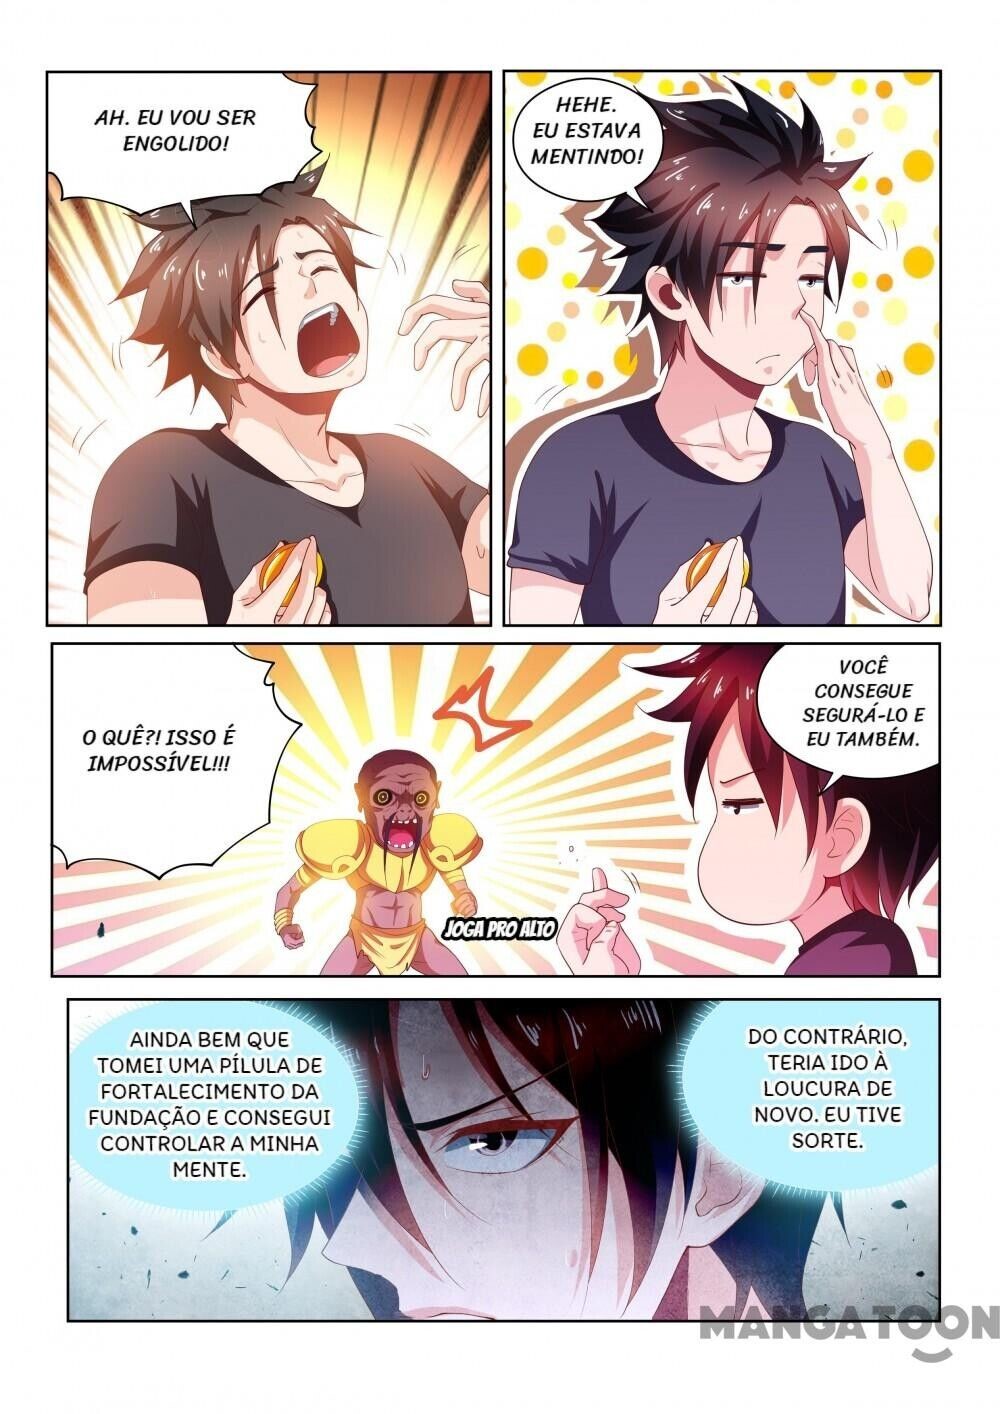 AH. EU VOU SER
ENGOLIDO!
HEHE.
EU ESTAVA
MENTINDO!
O QUÊ?! ISSO É
IMPOSSÍVEL!!!
VOCÊ
CONSEGUE
SEGURÁ-LO E
EU TAMBÉM.
JOGA PRO ALTO
AINDA BEM QUE
TOMEI UMA PÍLULA DE
FORTALECIMENTO DA
FUNDAÇÃO E CONSEGUI
CONTROLAR A MINHA
MENTE.
DO CONTRÁRIO,
TERIA IDO À
LOUCURA DE
NOVO. EU TIVE
SORTE.
MANGATOON